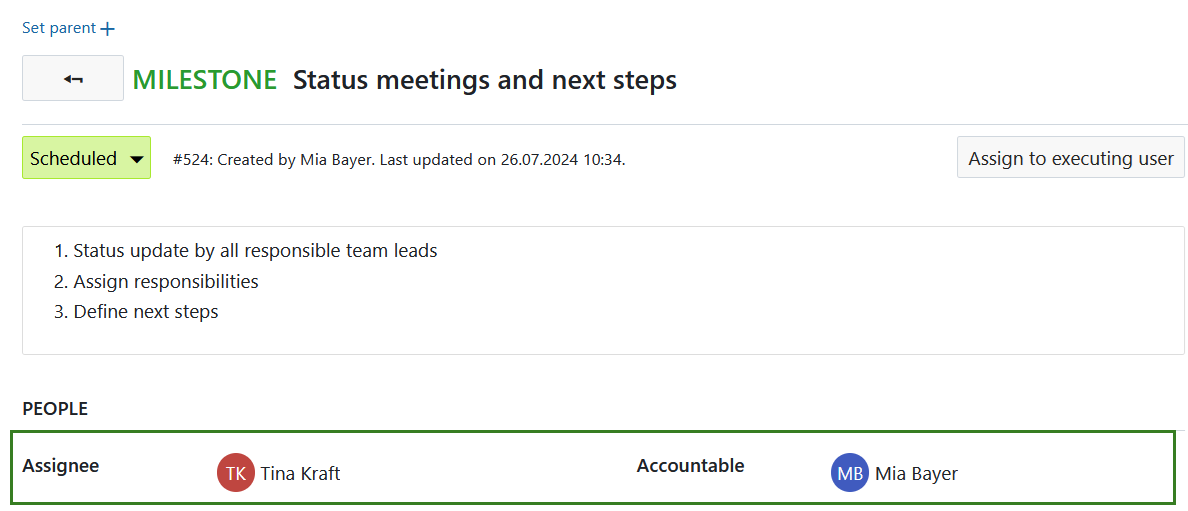 Set parent +
MILESTONE Status meetings and next steps
Scheduled #524: Created by Mia Bayer. Last updated on 26.07.2024 10:34. Assign to executing user
1. Status update by all responsible team leads
2. Assign responsibilities
3. Define next steps
PEOPLE
Assignee TK Tina Kraft Accountable MB Mia Bayer